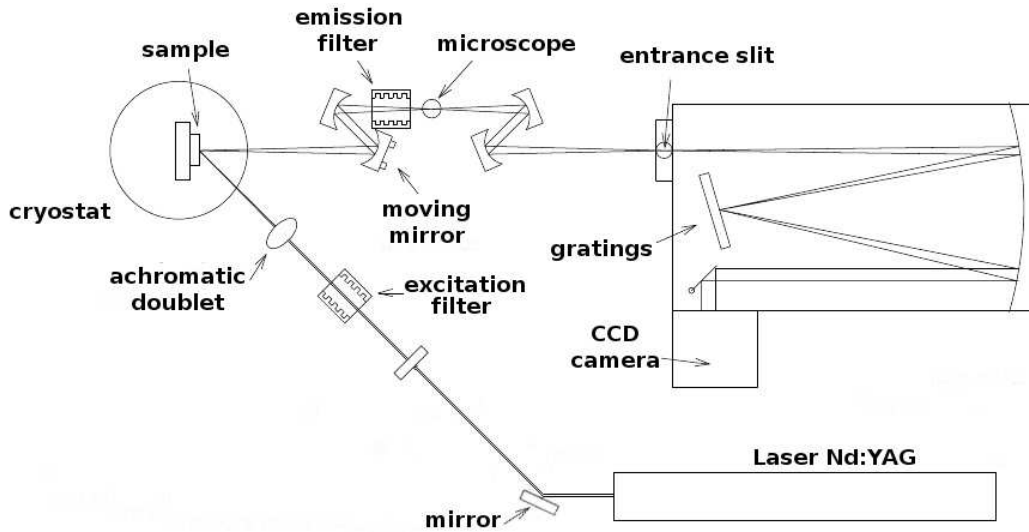 emission
filter
microscope
sample
entrance slit
cryostat
moving
mirror
gratings
achromatic
doublet
excitation
filter
CCD
camera
Laser Nd:YAG
mirror